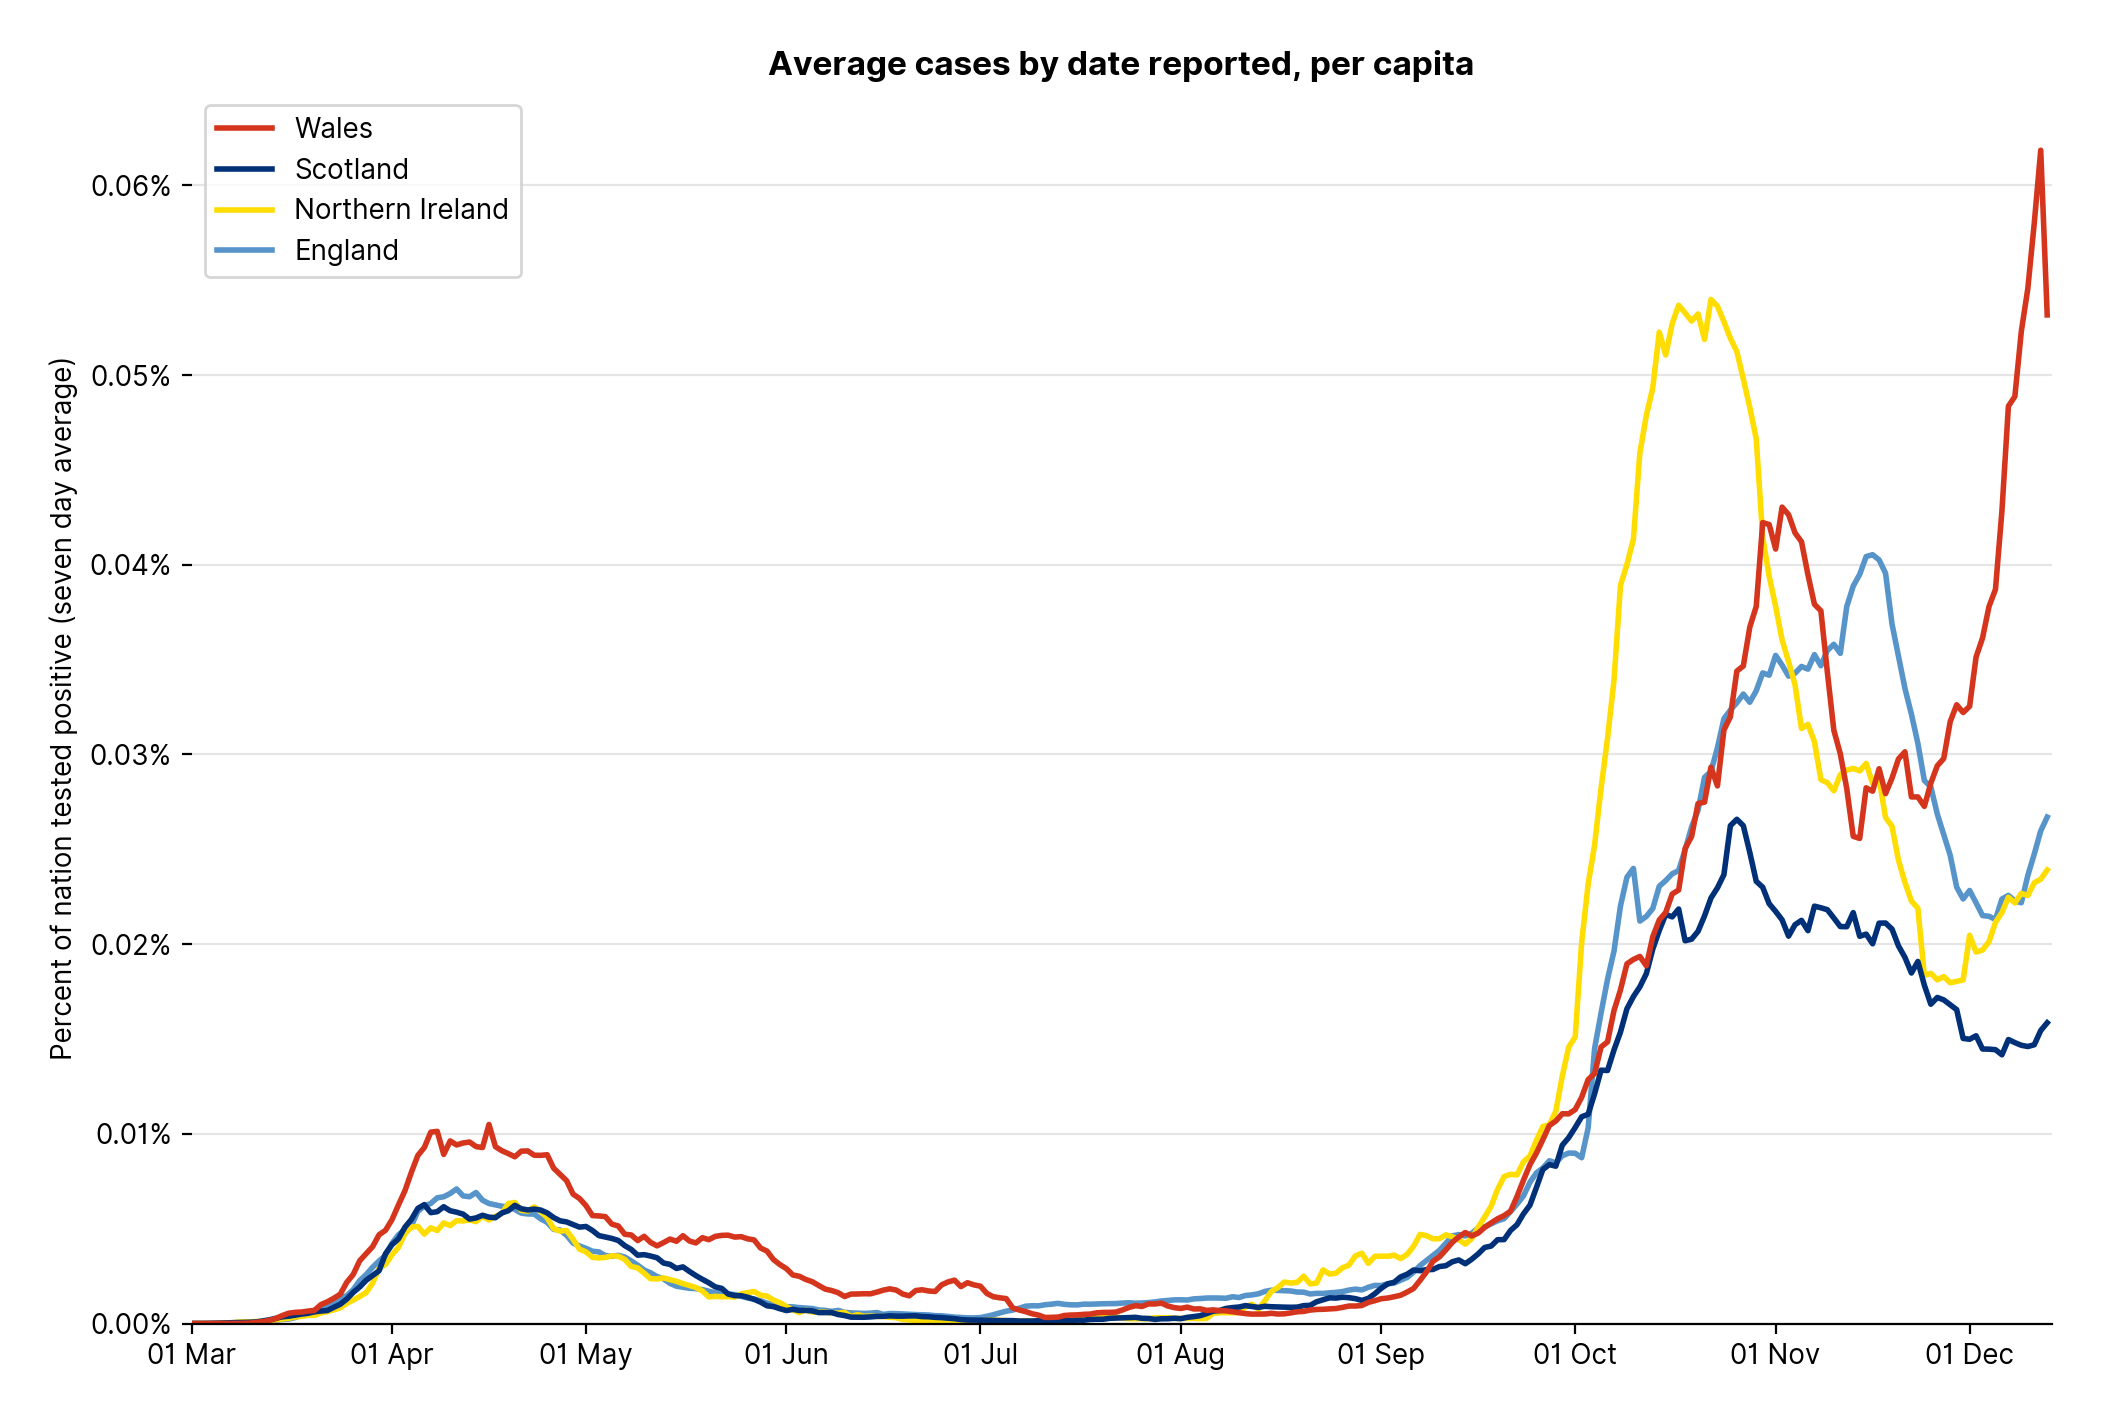 Average cases by date reported, per capita
Wales
Scotland
Northern Ireland
England
Percent of nation tested positive (seven day average)
0.06%
0.05%
0.04%
0.03%
0.02%
0.01%
0.00%
01 Mar
01 Apr
01 May
01 Jun
01 Jul
01 Aug
01 Sep
01 Oct
01 Nov
01 Dec